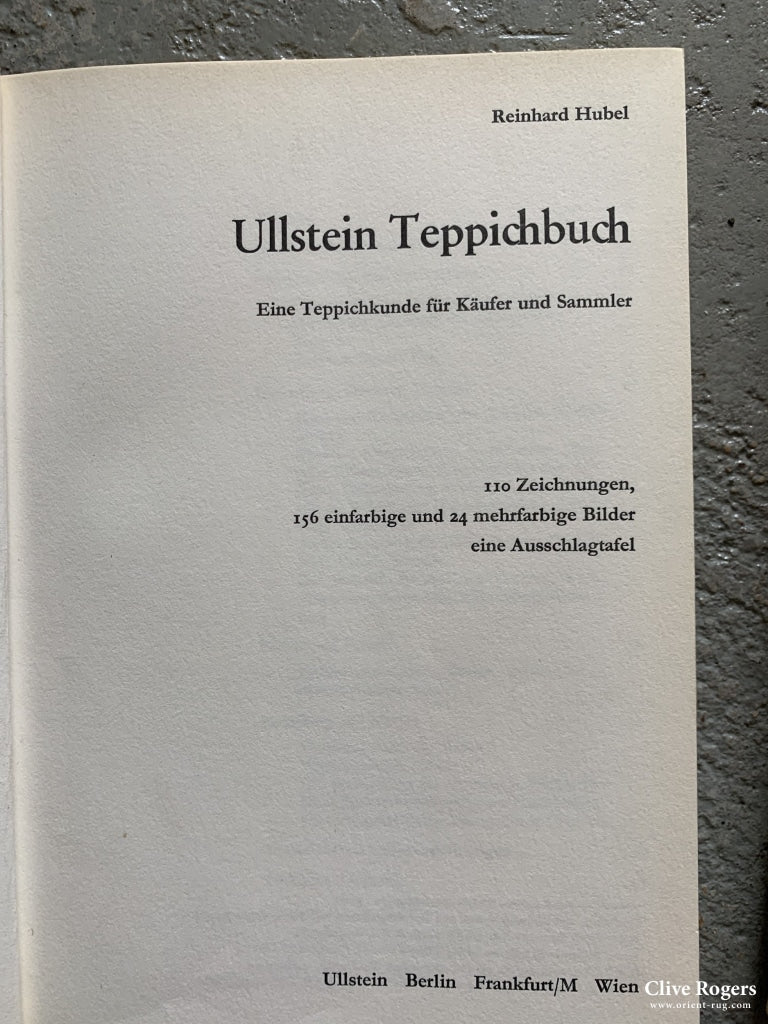 Reinhard Hubel
Ullstein Teppichbuch
Eine Teppichkunde für Käufer und Sammler
110 Zeichnungen,
156 einfarbige und 24 mehrfarbige Bilder
eine Ausschlagtafel
Ullstein Berlin Frankfurt/M Wien
Clive Rogers
www.orient-rug.com